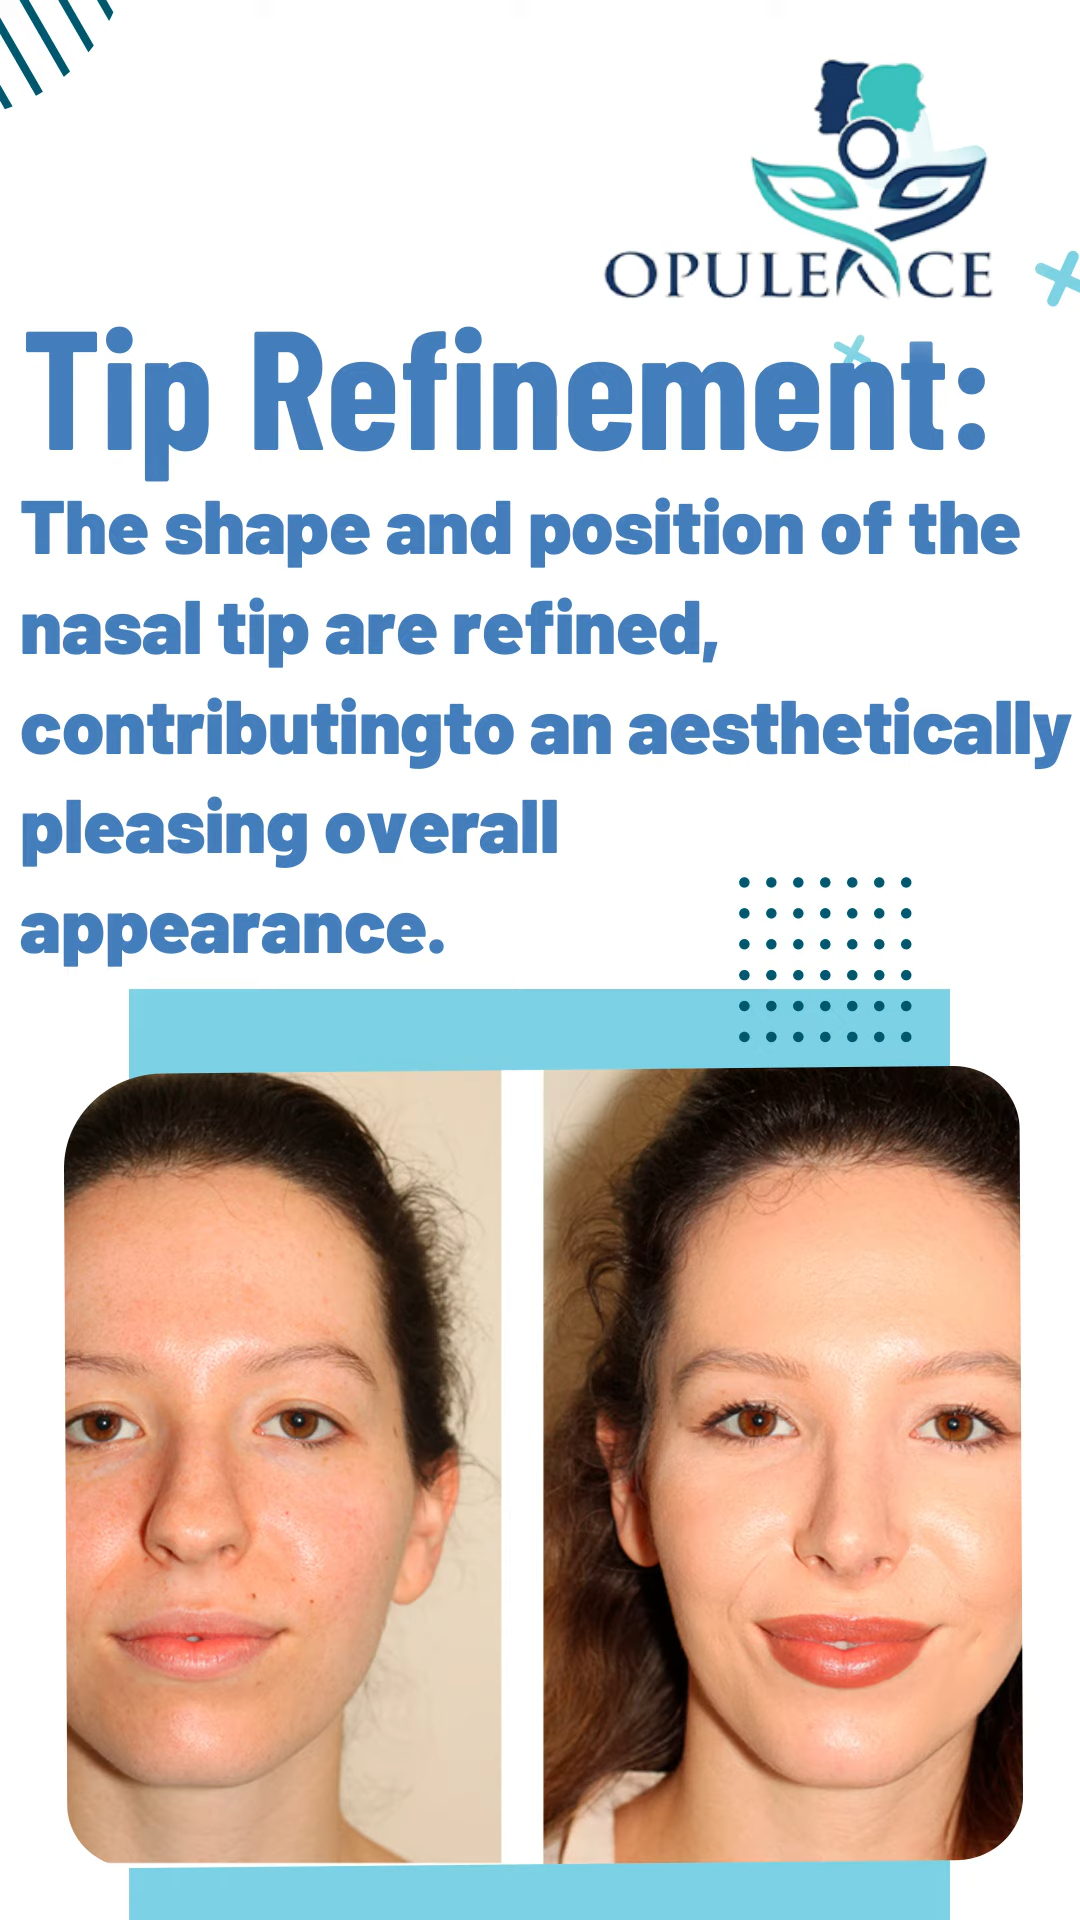 OPULENCE
Tip Refinement:
The shape and position of the
nasal tip are refined,
contributingto an aesthetically
pleasing overall
appearance.